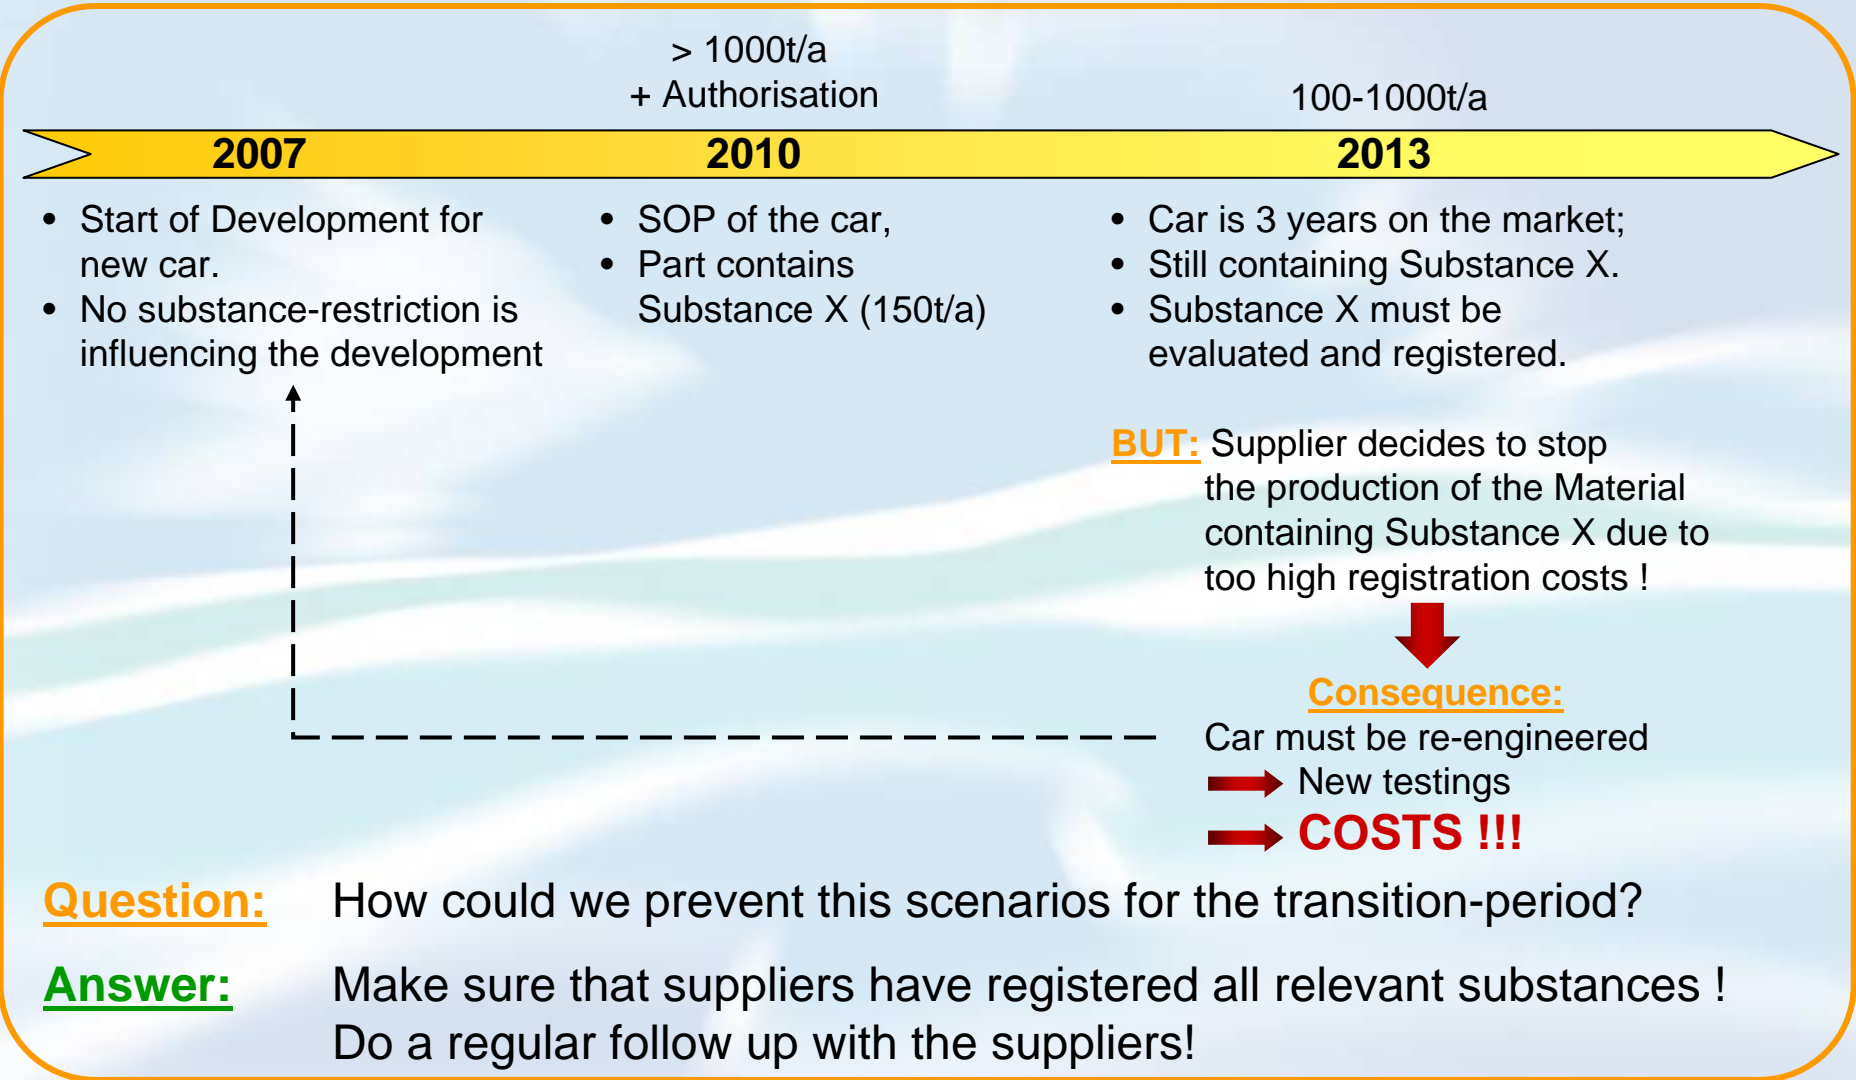 > 1000t/a
+ Authorisation
100-1000t/a
2007
2010
2013
• Start of Development for
new car.
• No substance-restriction is
influencing the development
• SOP of the car,
• Part contains
Substance X (150t/a)
• Car is 3 years on the market;
• Still containing Substance X.
• Substance X must be
evaluated and registered.
BUT: Supplier decides to stop
the production of the Material
containing Substance X due to
too high registration costs !
Consequence:
Car must be re-engineered
New testings
COSTS !!!
Question: How could we prevent this scenarios for the transition-period?
Answer: Make sure that suppliers have registered all relevant substances !
Do a regular follow up with the suppliers!